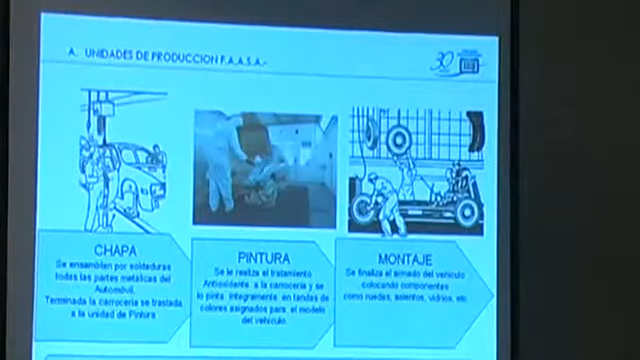 A. UNIDADES DE PRODUCCION F.A.A.S.A.-
30
CHAPA
Se ensamblan por soldaduras
todas las partes metalicas del
Automóvil.
Terminada la carroceria se traslada
a la unidad de Pintura
PINTURA
Se le realiza el tratamiento
Antioxidante a la carroceria y se
lo pinta integramente en tandas de
colores asignados para el modelo
del vehiculo.
MONTAJE
Se finaliza el armado del vehiculo
colocando componentes
como ruedas, asientos, vidrios, etc.